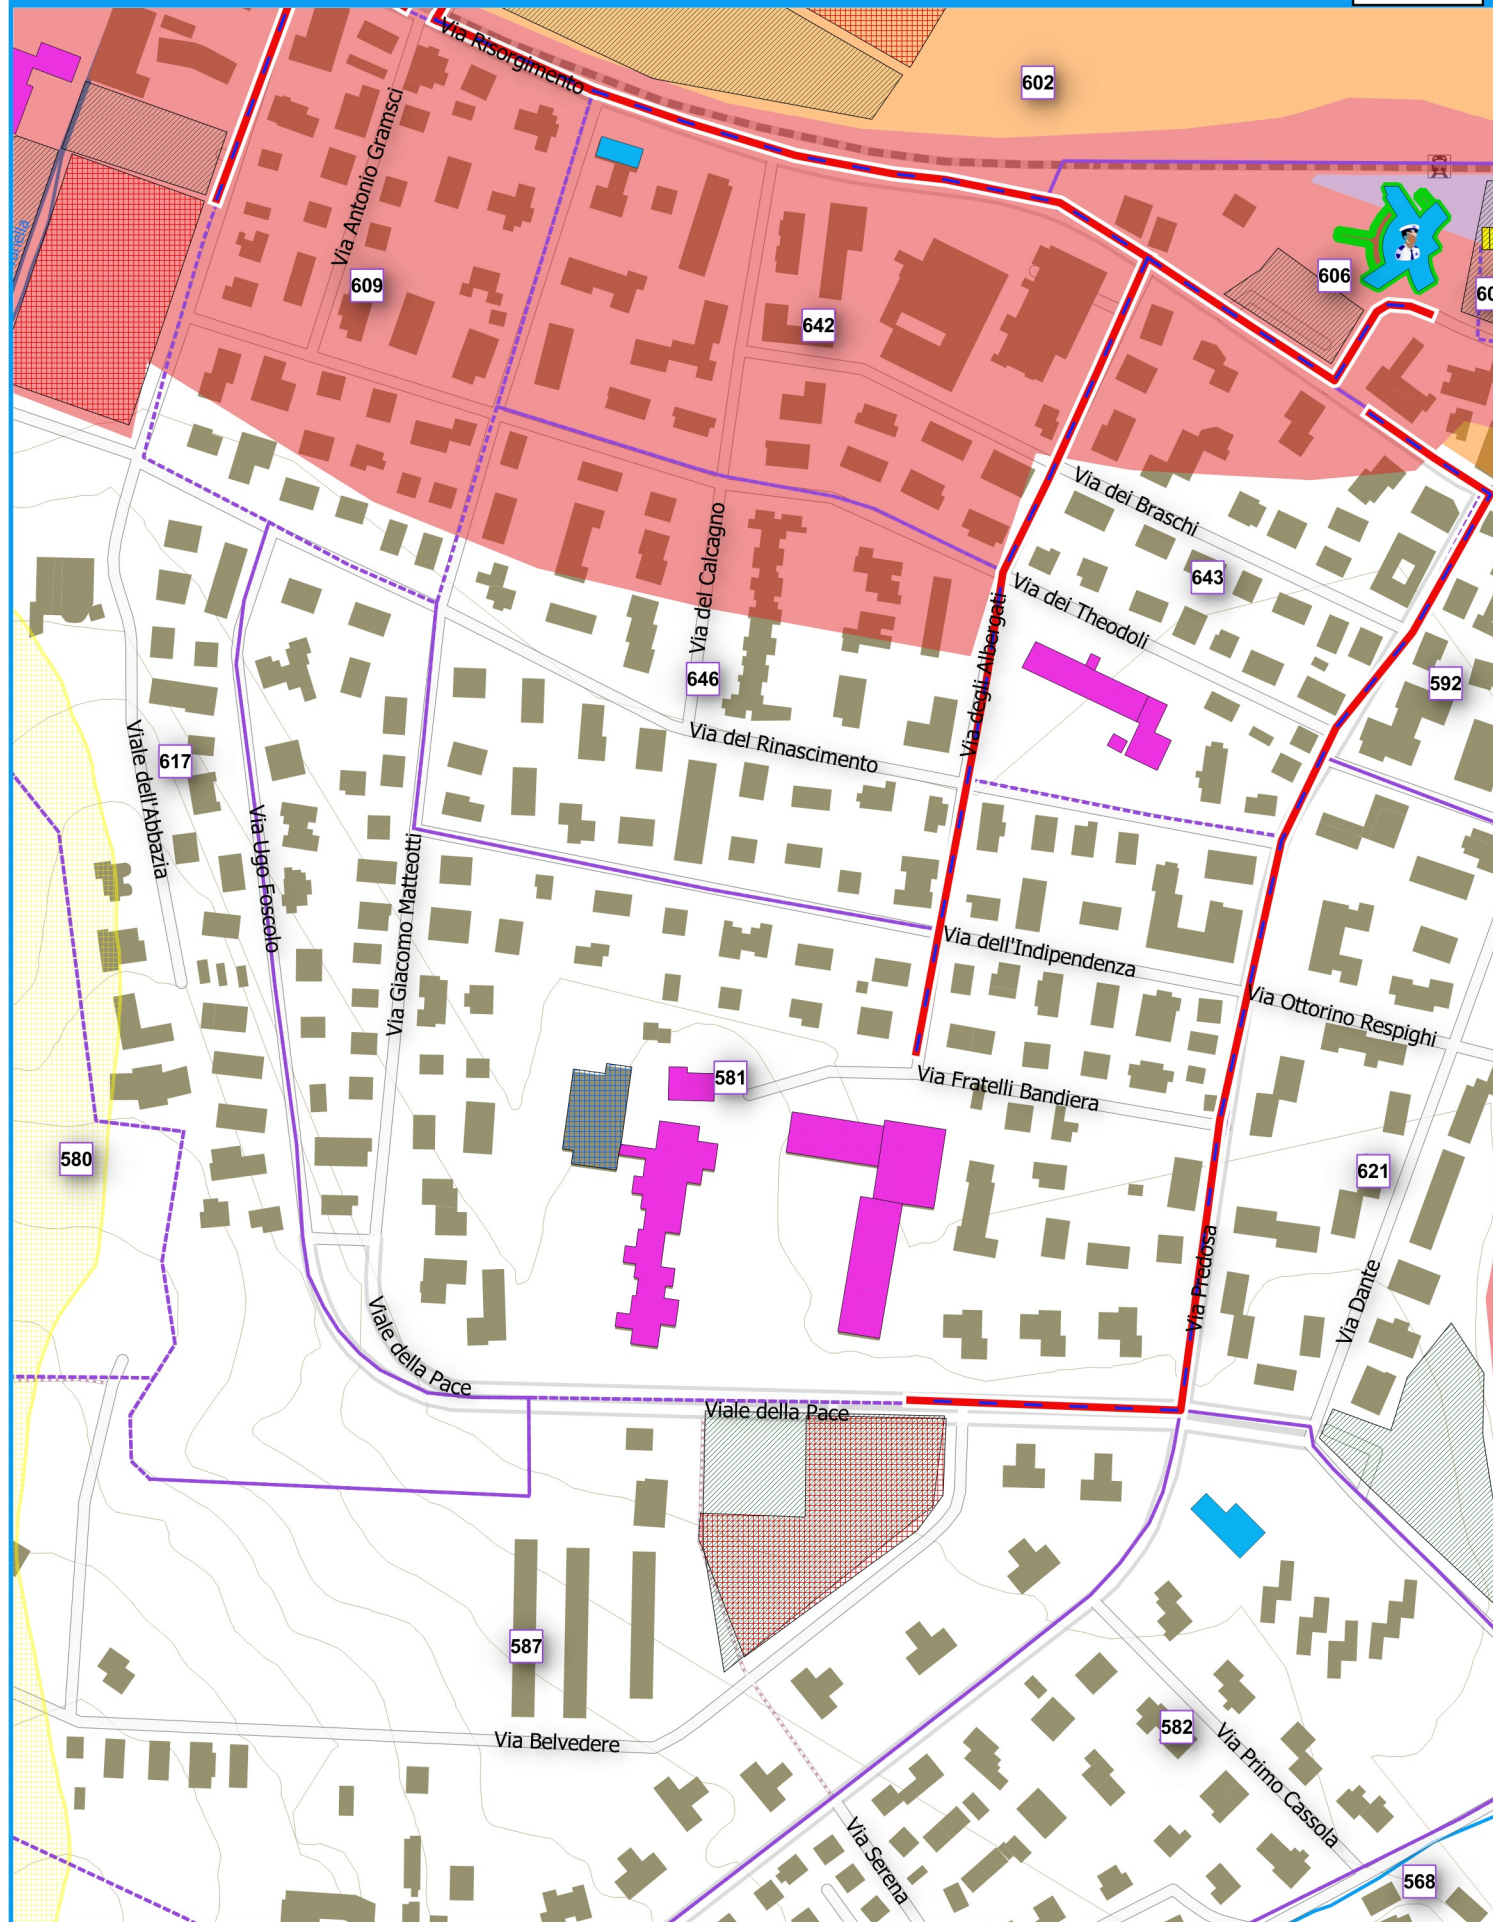 Via Risorgimento
602
Via Antonio Gramsci
609
642
606
Via dei Braschi
643
Via dei Theodoli
Via del Calcagno
Via degli Albergati
646
592
Via del Rinascimento
Viale dell'Abbazia
617
Via Ugo Foscolo
Via Giacomo Matteotti
Via dell'Indipendenza
Via Ottorino Respighi
581
Via Fratelli Bandiera
580
621
Via Predosa
Via Dante
Viale della Pace
Viale della Pace
587
582
Via Belvedere
Via Primo Cassola
Via Serena
568